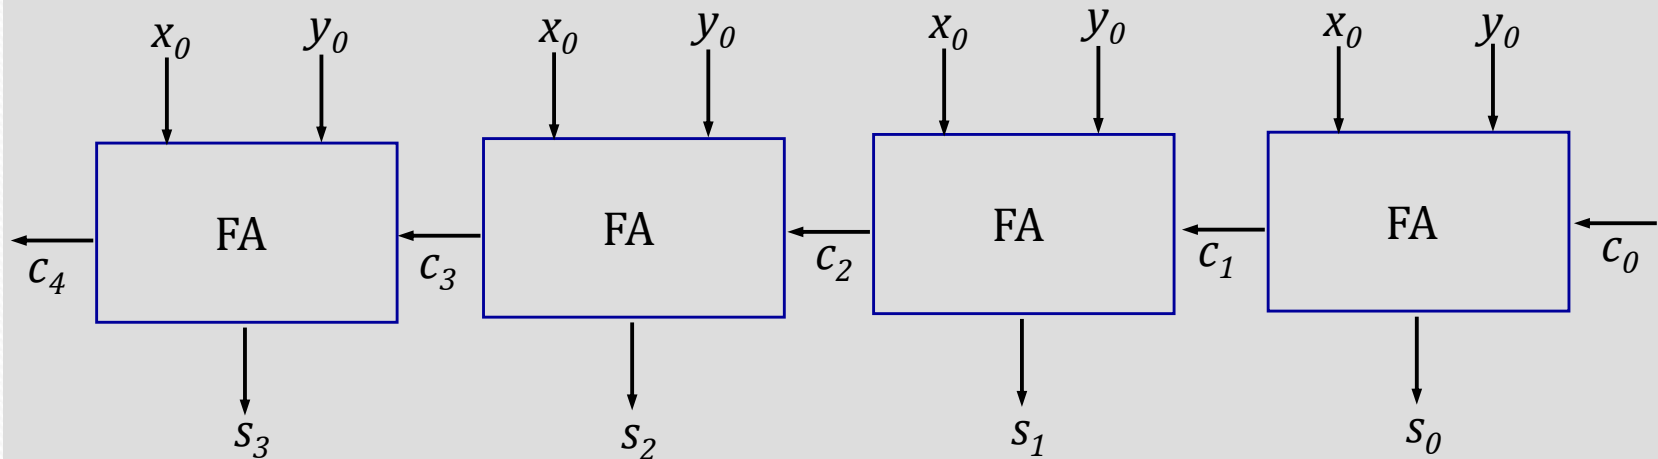 x0 y0 x0 y0 x0 y0 x0 y0
FA FA FA FA
c4 c3 c2 c1 c0
s3 s2 s1 s0